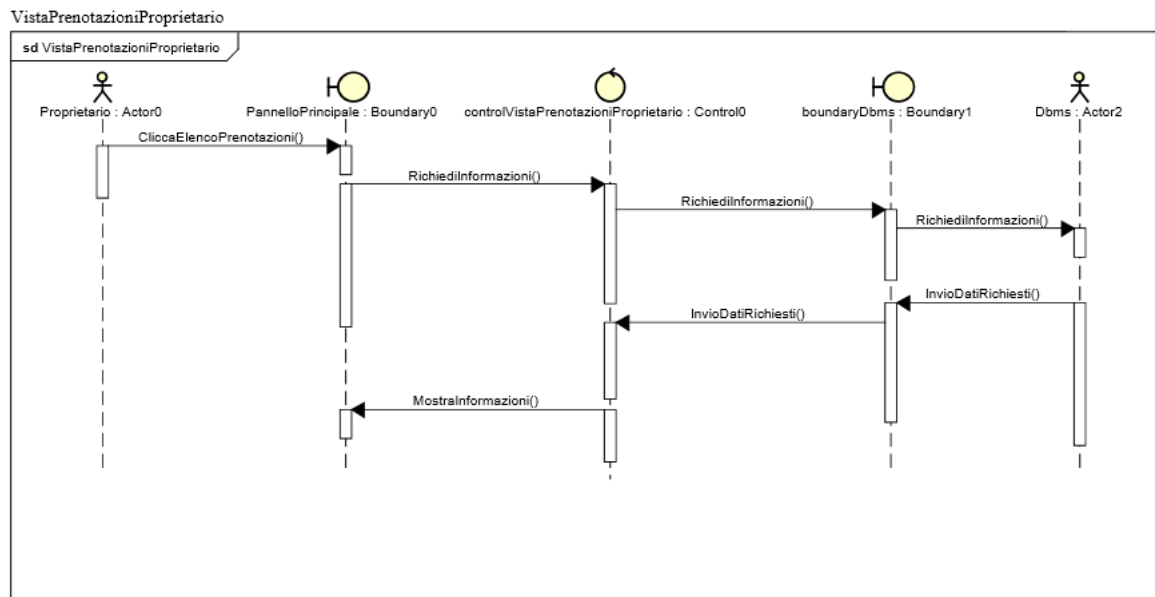 VistaPrenotazioniProprietario
sd VistaPrenotazioniProprietario
Proprietario : Actor0
PannelloPrincipale : Boundary0
controlVistaPrenotazioniProprietario : Control0
boundaryDbms : Boundary1
Dbms : Actor2
CliccaElencoPrenotazioni()
RichiediInformazioni()
RichiediInformazioni()
RichiediInformazioni()
InvioDatiRichiesti()
InvioDatiRichiesti()
MostraInformazioni()